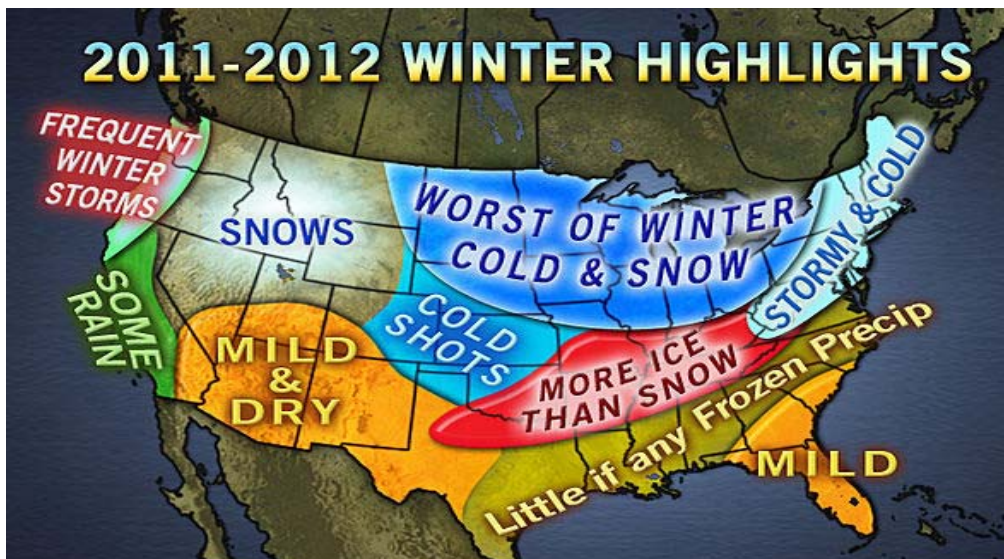 2011-2012 WINTER HIGHLIGHTS
FREQUENT
WINTER
STORMS
SNOWS
WORST OF WINTER
COLD & SNOW
STORMY & COLD
SOME
RAIN
MILD
&
DRY
COLD
SHOTS
MORE ICE
THAN SNOW
Little if any Frozen Precip
MILD